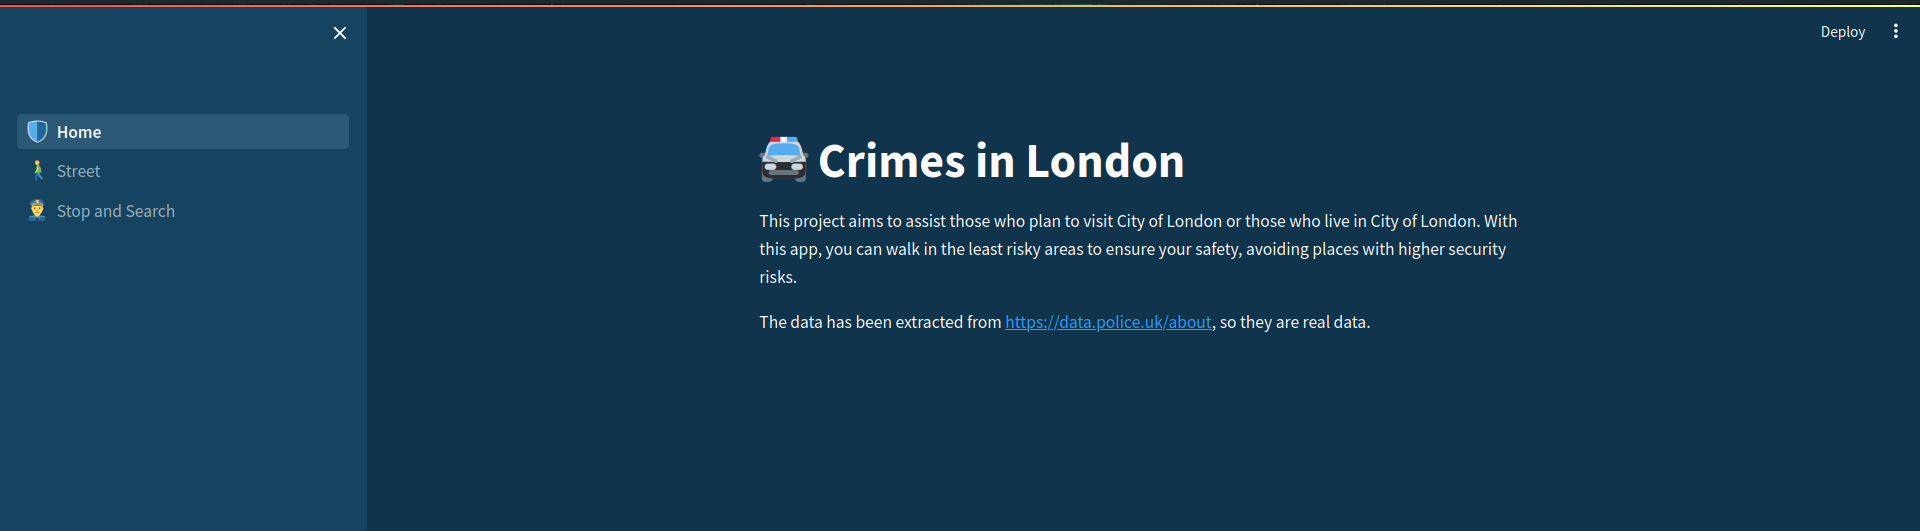 Deploy
Home
Street
Stop and Search
Crimes in London
This project aims to assist those who plan to visit City of London or those who live in City of London. With
this app, you can walk in the least risky areas to ensure your safety, avoiding places with higher security
risks.
The data has been extracted from https://data.police.uk/about, so they are real data.